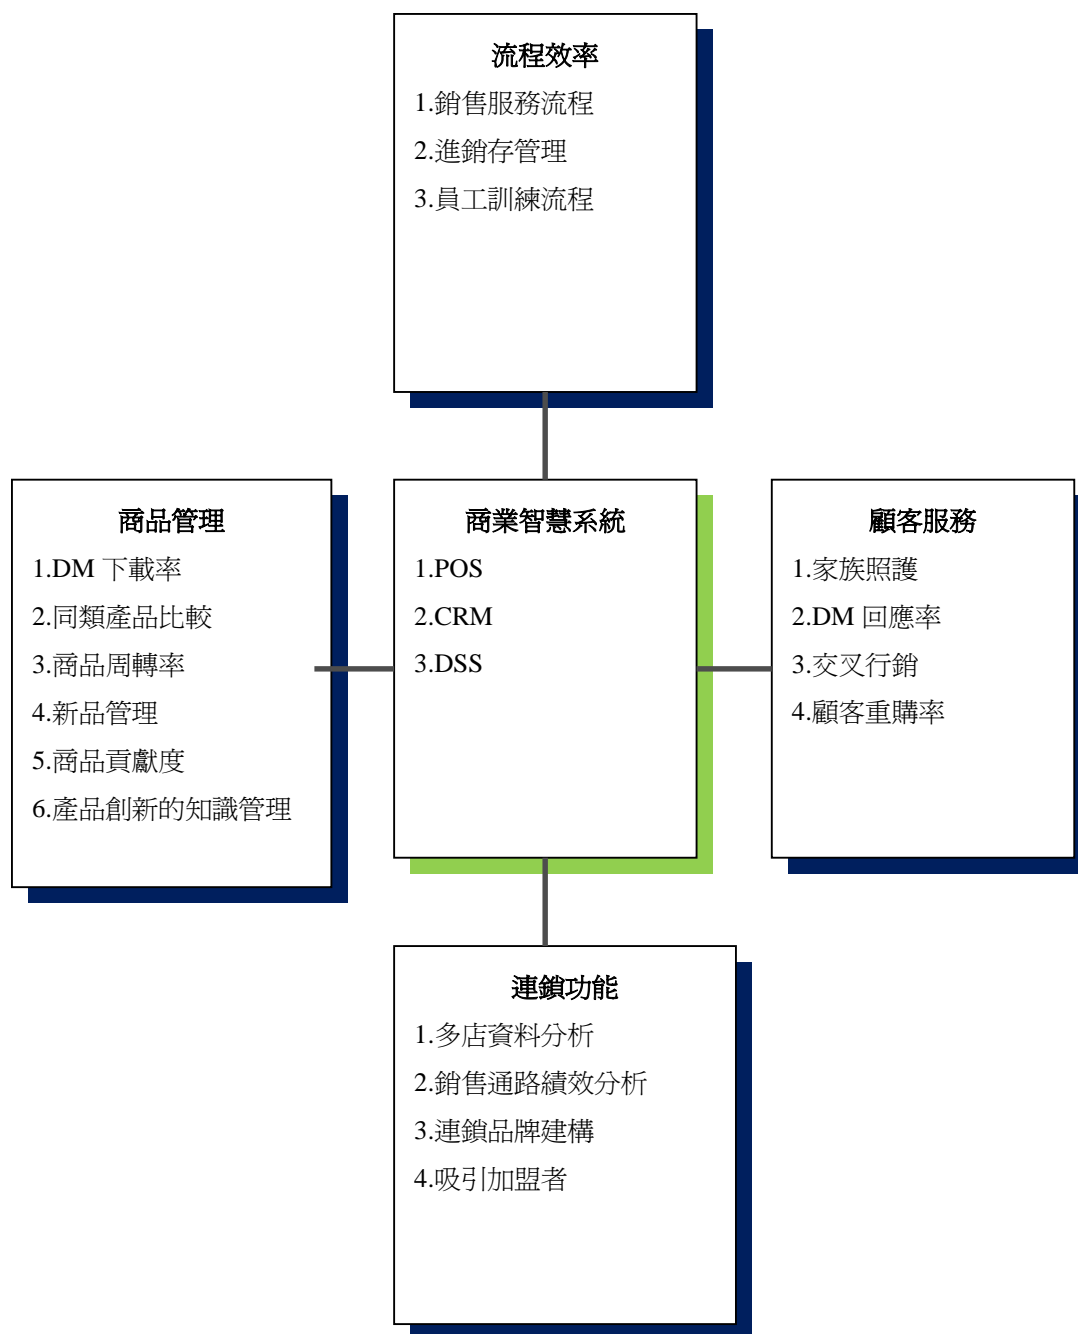 流程效率
1.銷售服務流程
2.進銷存管理
3.員工訓練流程
商品管理
1.DM 下載率
2.同類產品比較
3.商品周轉率
4.新品管理
5.商品貢獻度
6.產品創新的知識管理
商業智慧系統
1.POS
2.CRM
3.DSS
顧客服務
1.家族照護
2.DM 回應率
3.交叉行銷
4.顧客重購率
連鎖功能
1.多店資料分析
2.銷售通路績效分析
3.連鎖品牌建構
4.吸引加盟者